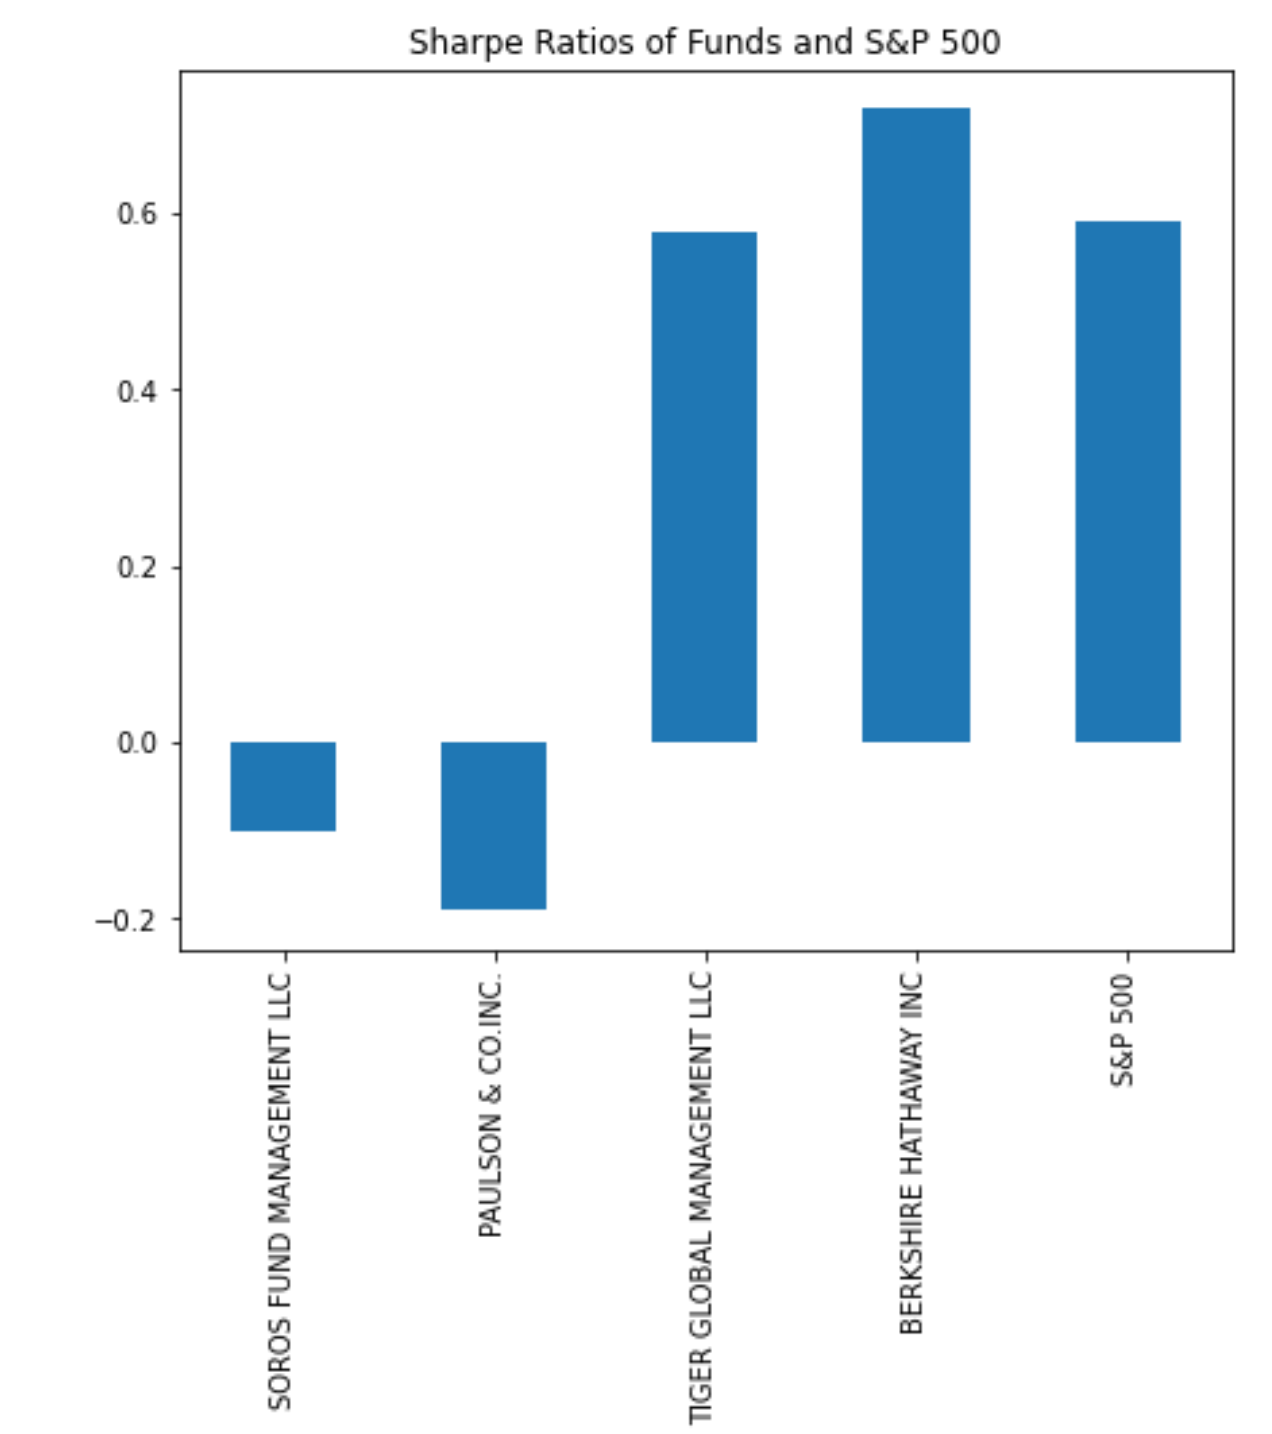 Sharpe Ratios of Funds and S&P 500
0.6
0.4
0.2
0.0
−0.2
SOROS FUND MANAGEMENT LLC
PAULSON & CO.INC.
TIGER GLOBAL MANAGEMENT LLC
BERKSHIRE HATHAWAY INC
S&P 500